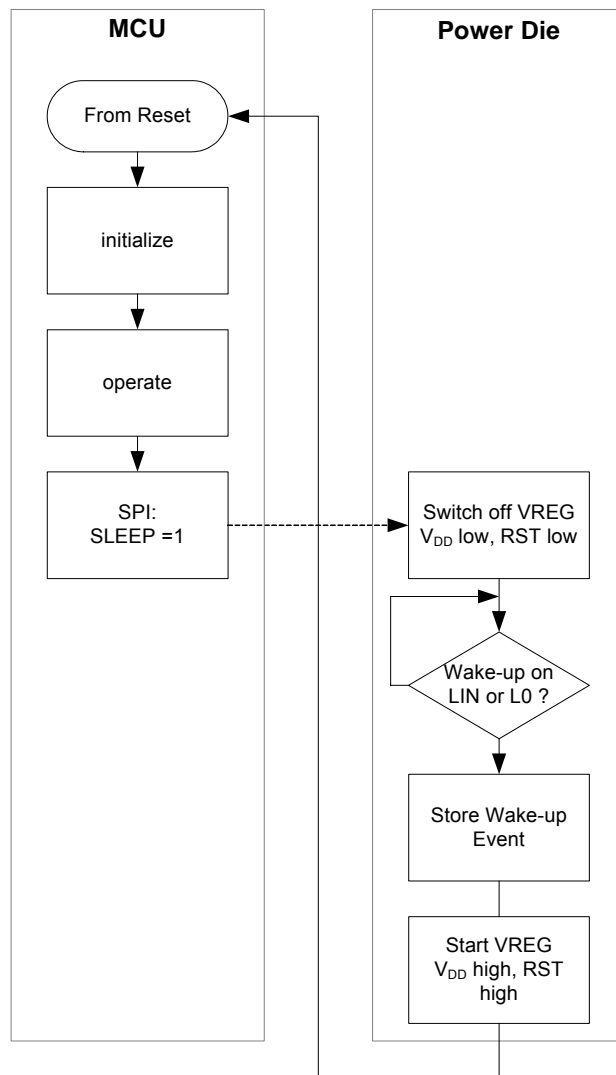 MCU
From Reset
initialize
operate
SPI:
SLEEP =1
Power Die
Switch off VREG
VDD low, RST low
Wake-up on
LIN or L0 ?
Store Wake-up
Event
Start VREG
VDD high, RST
high